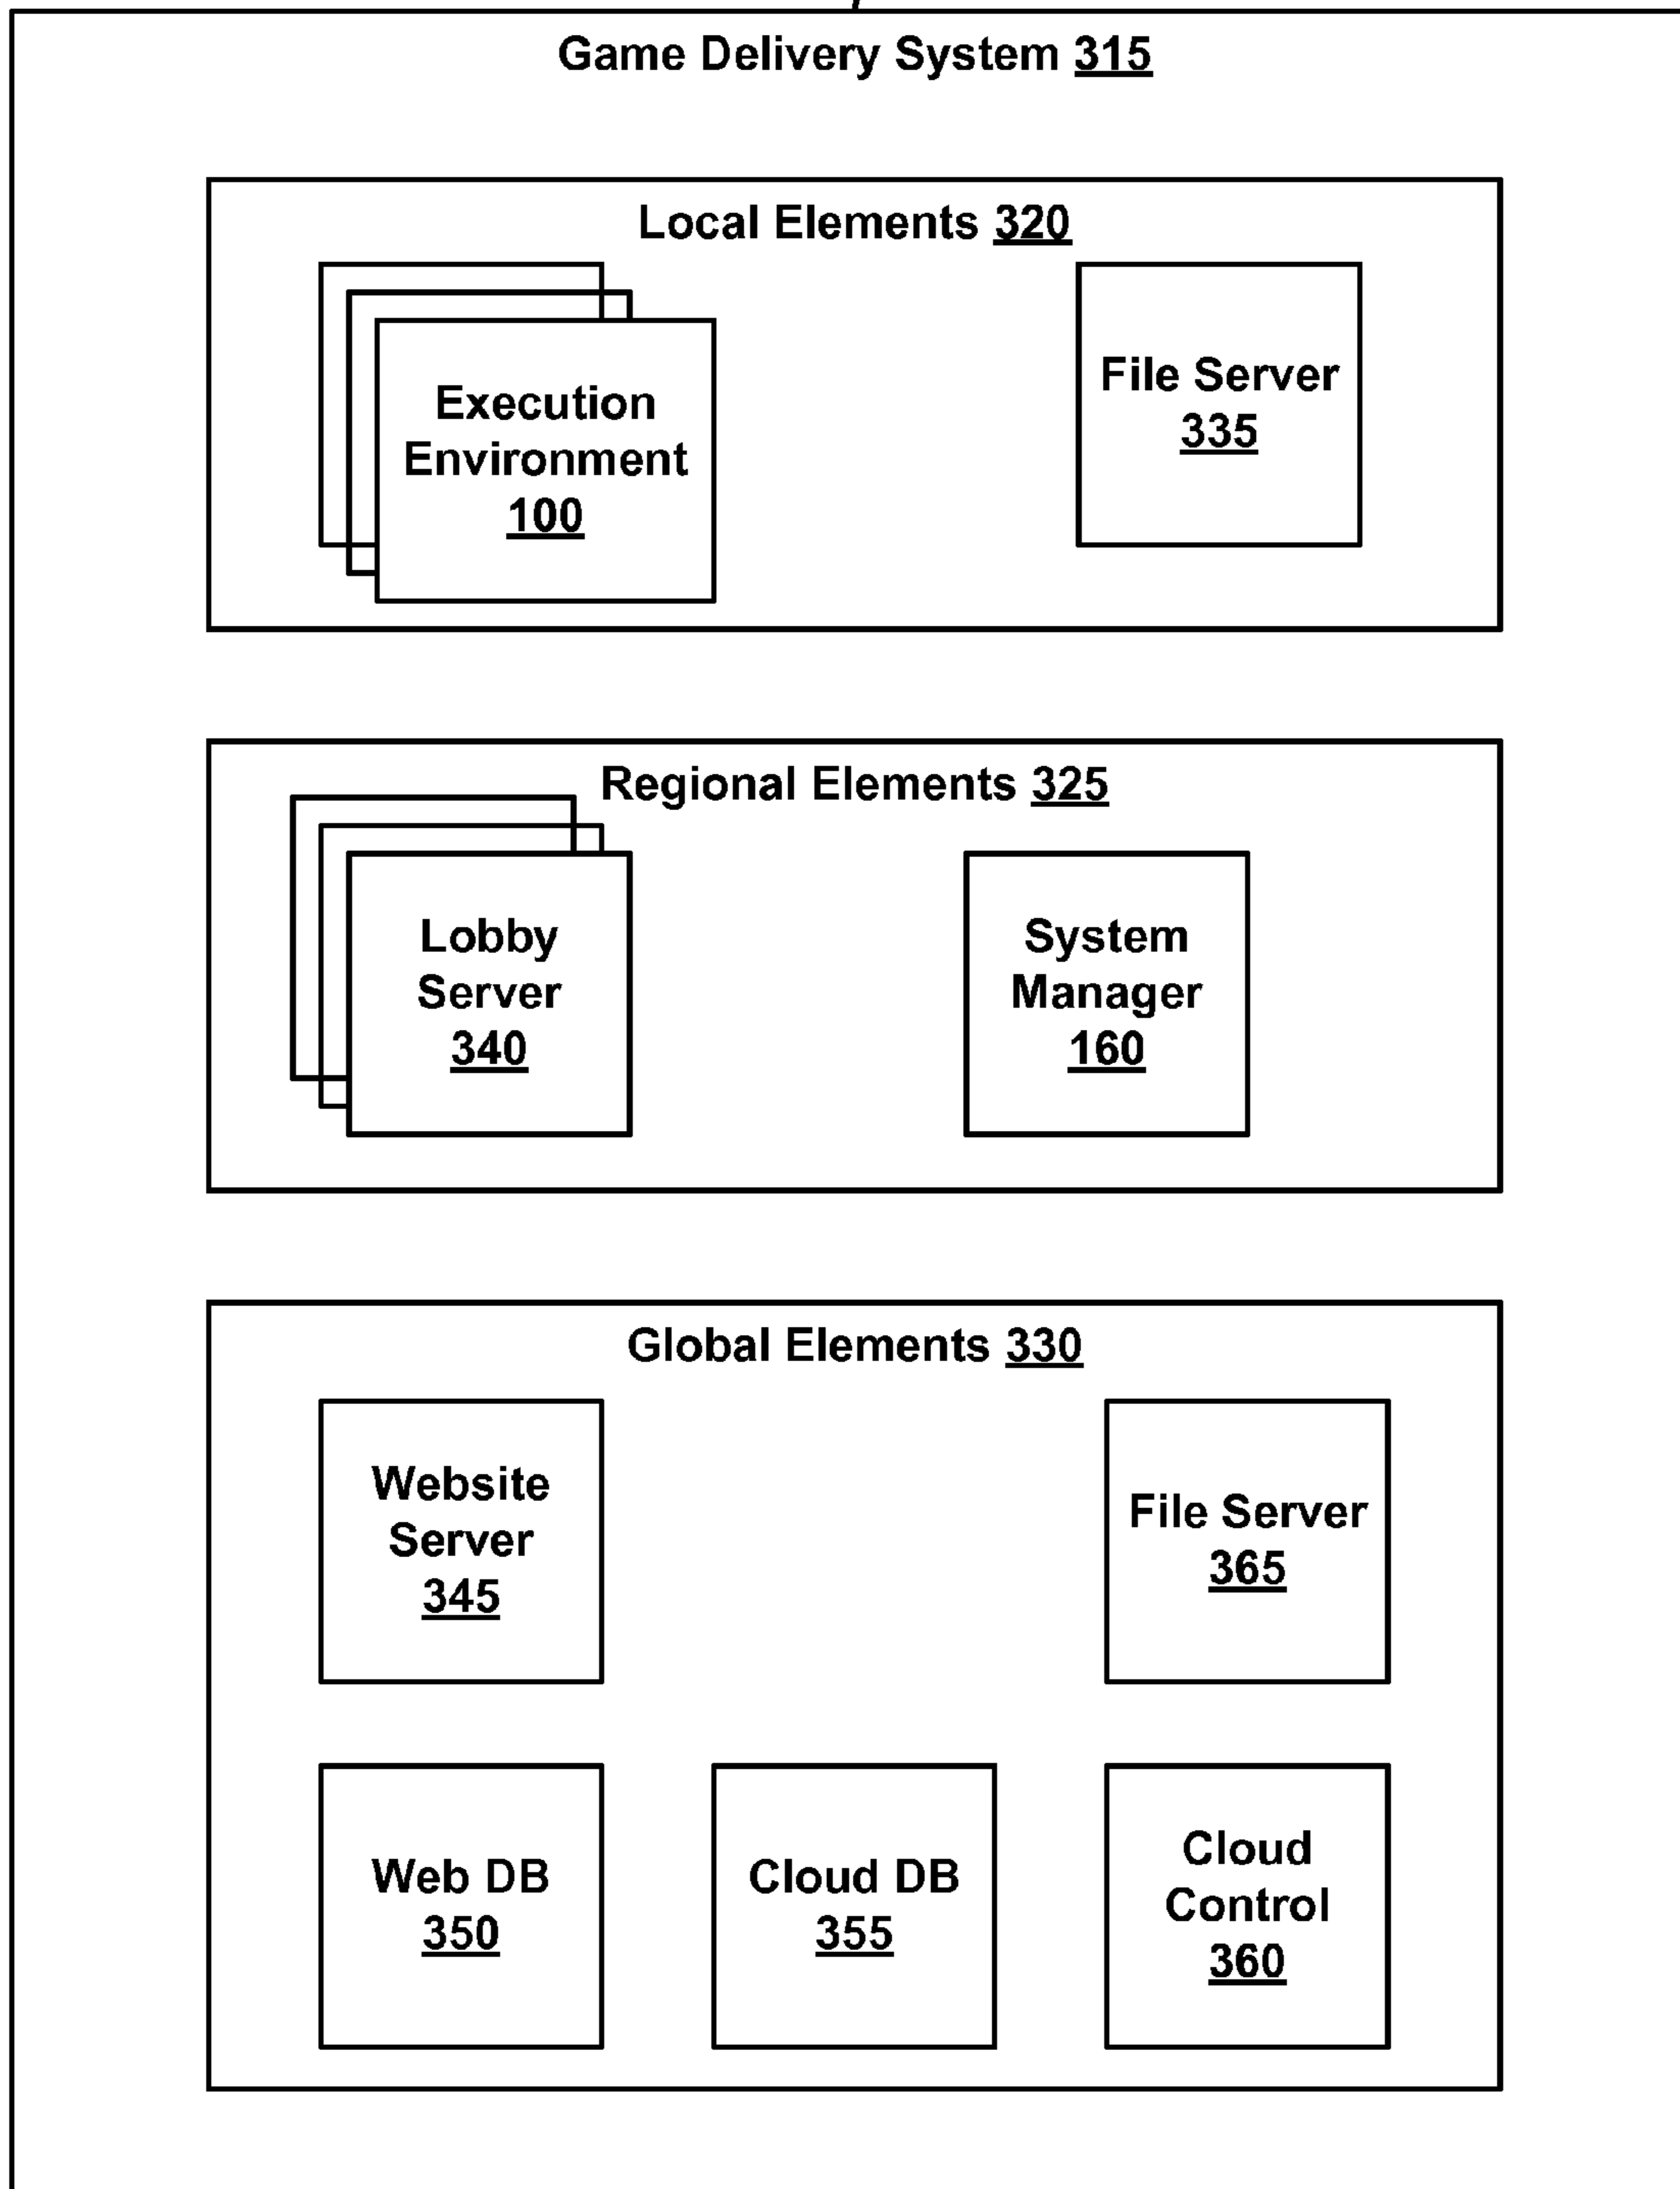 Game Delivery System 315
Local Elements 320
Execution
Environment
100
File Server
335
Regional Elements 325
Lobby
Server
340
System
Manager
160
Global Elements 330
Website
Server
345
File Server
365
Web DB
350
Cloud DB
355
Cloud
Control
360